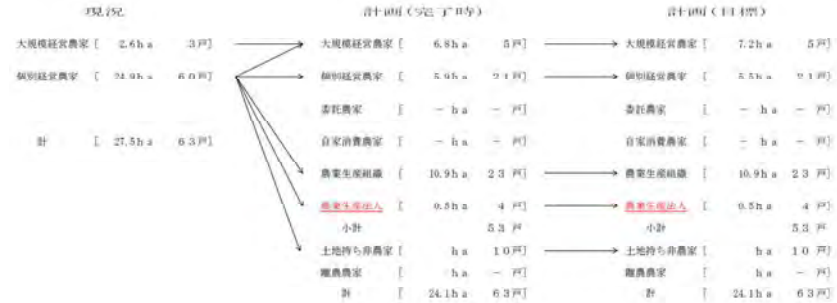 現況 計画(完了時) 計画(目標)
大規模経営農家 [ 2.6ha 3戸] 大規模経営農家 [ 6.8ha 5戸] 大規模経営農家 [ 7.2ha 5戸]
個別経営農家 [ 24.9ha 60戸] 個別経営農家 [ 5.9ha 21戸] 個別経営農家 [ 5.5ha 21戸]
委託農家 [ - ha - 戸] 委託農家 [ - ha - 戸]
計 [ 27.5ha 63戸] 自家消費農家 [ - ha - 戸] 自家消費農家 [ - ha - 戸]
農業生産組織 [ 10.9ha 23 戸] 農業生産組織 [ 10.9ha 23 戸]
農業生産法人 [ 0.5ha 4 戸] 農業生産法人 [ 0.5ha 4 戸]
小計 53 戸 小計 53 戸
土地持ち非農家 [ ha 10戸] 土地持ち非農家 [ ha 10戸]
離農農家 [ ha - 戸] 離農農家 [ ha - 戸]
計 [ 24.1ha 63戸] 計 [ 24.1ha 63戸]